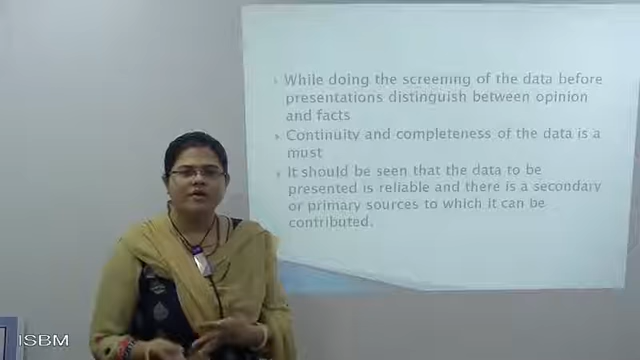 While doing the screening of the data before
presentations distinguish between opinion
and facts
Continuity and completeness of the data is a
must
It should be seen that the data to be
presented is reliable and there is a secondary
or primary sources to which it can be
contributed.
ISBM